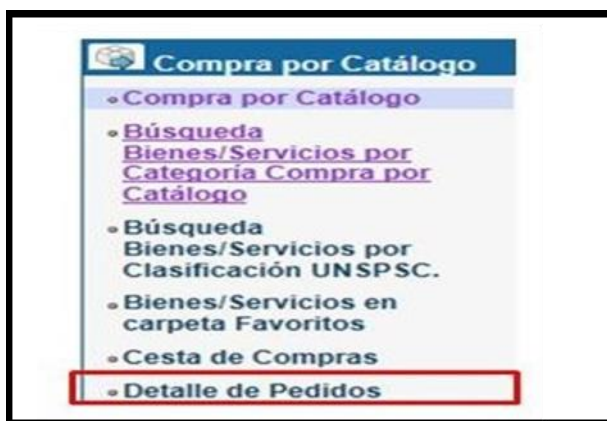 Compra por Catálogo
Compra por Catálogo
Búsqueda
Bienes/Servicios por
Categoría Compra por
Catálogo
Búsqueda
Bienes/Servicios por
Clasificación UNSPSC.
Bienes/Servicios en
carpeta Favoritos
Cesta de Compras
Detalle de Pedidos